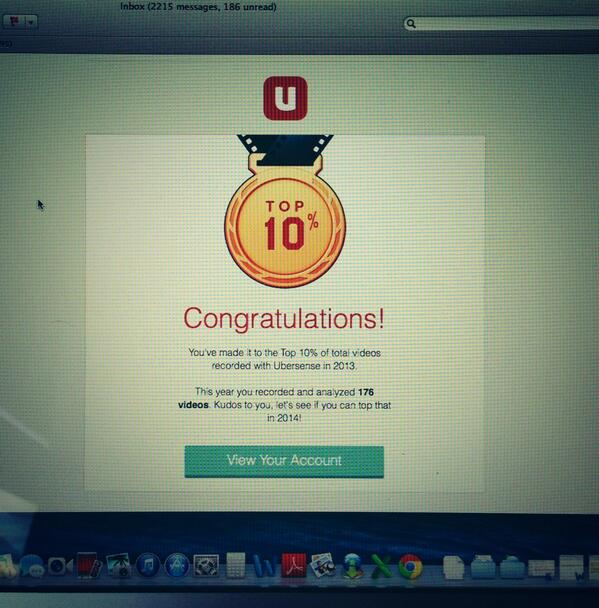 Inbox (2215 messages, 186 unread)
u
TOP
10%
Congratulations!
You've made it to the Top 10% of total videos
recorded with Ubersense in 2013.
This year you recorded and analyzed 176
videos. Kudos to you, let's see if you can top that
in 2014!
View Your Account